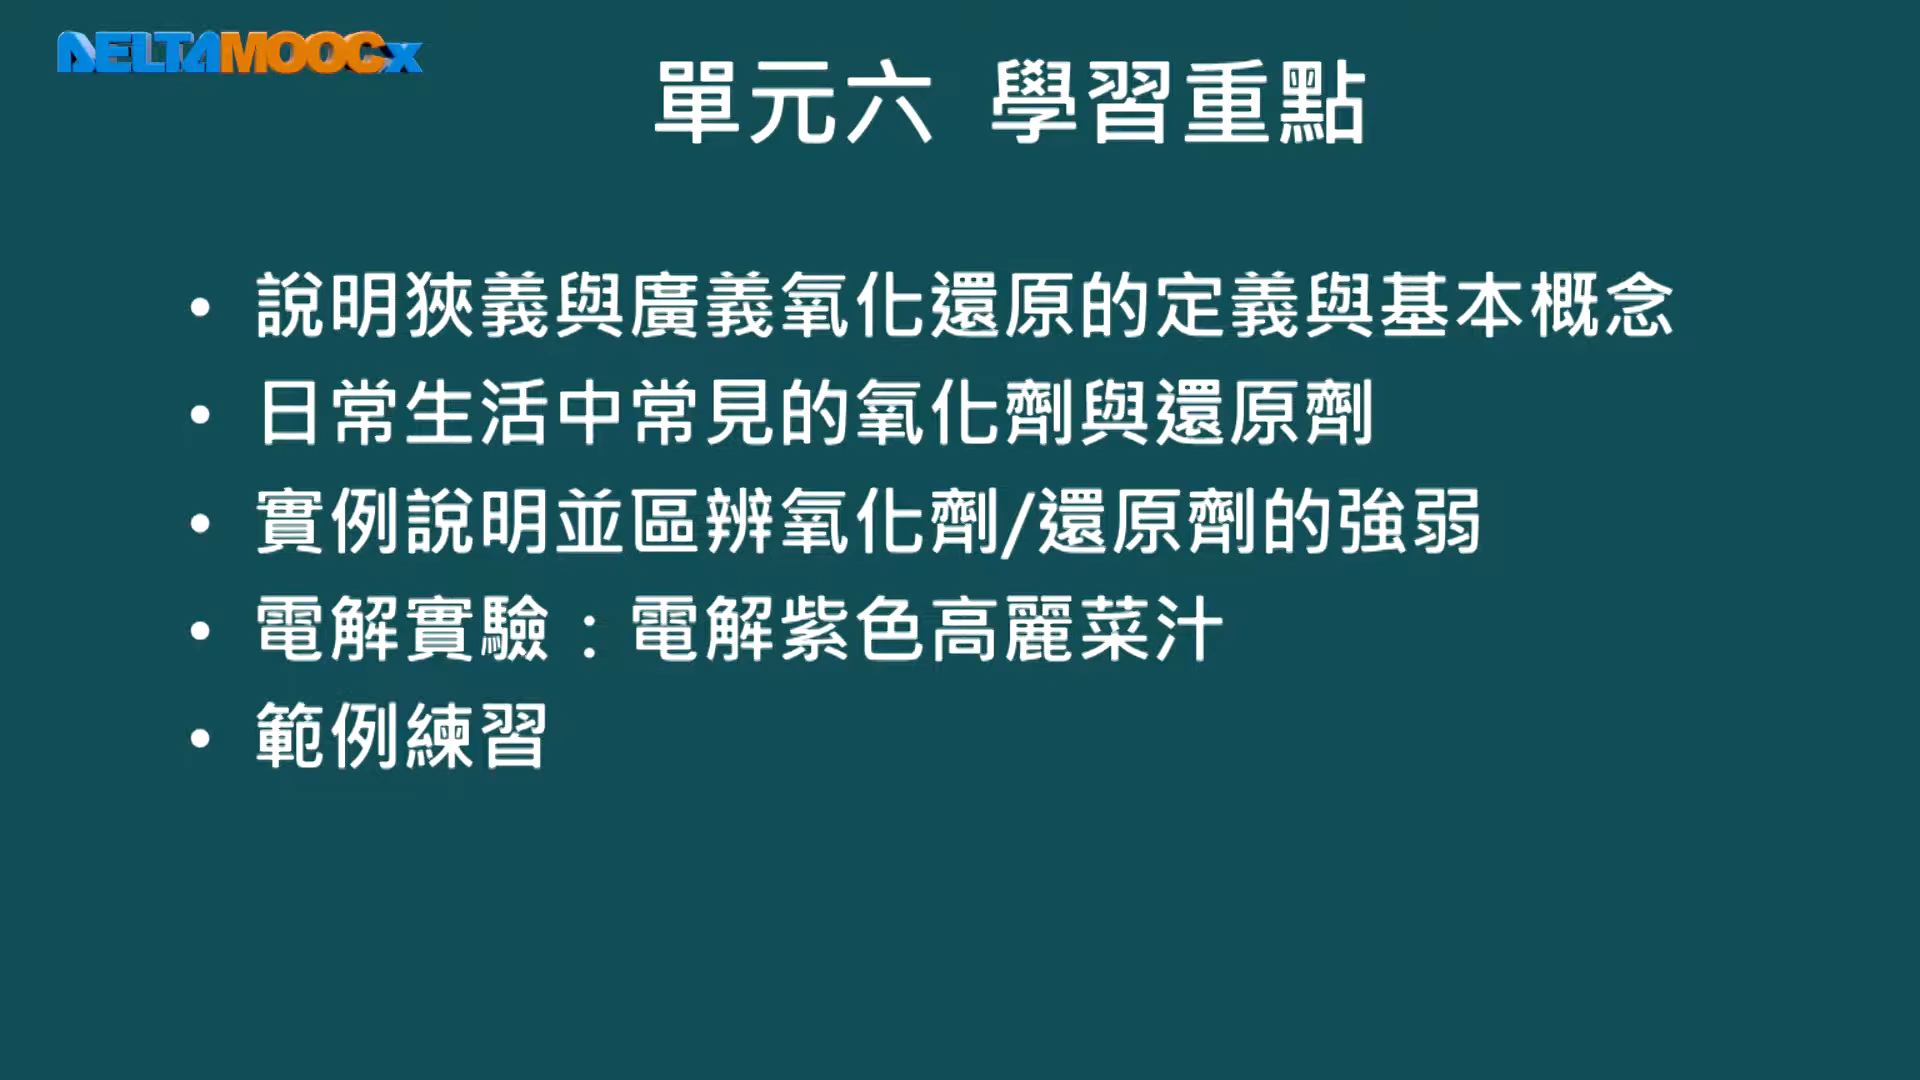 DELTAMOOCx
單元六 學習重點
• 說明狹義與廣義氧化還原的定義與基本概念
• 日常生活中常見的氧化劑與還原劑
• 實例說明並區辨氧化劑/還原劑的強弱
• 電解實驗：電解紫色高麗菜汁
• 範例練習